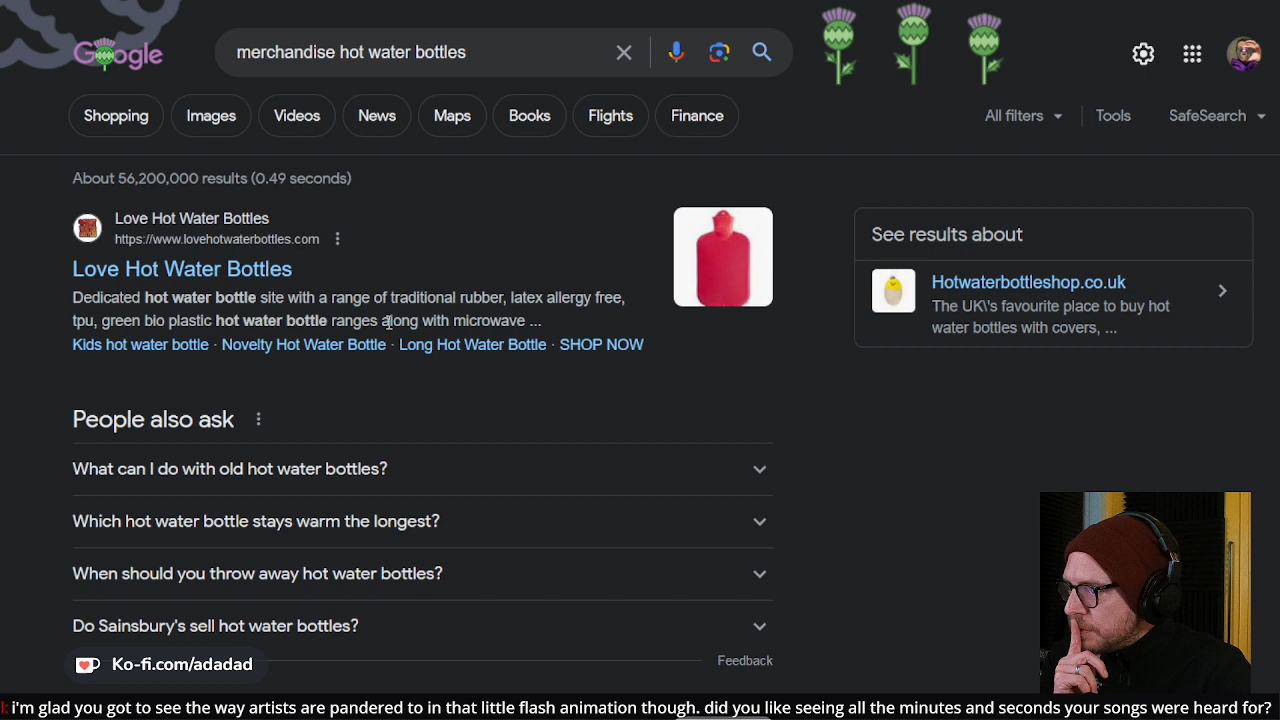 Google
merchandise hot water bottles
Shopping
Images
Videos
News
Maps
Books
Flights
Finance
All filters
Tools
SafeSearch
About 56,200,000 results (0.49 seconds)
Love Hot Water Bottles
https://www.lovehotwaterbottles.com
Love Hot Water Bottles
Dedicated hot water bottle site with a range of traditional rubber, latex allergy free,
tpu, green bio plastic hot water bottle ranges along with microwave ...
Kids hot water bottle · Novelty Hot Water Bottle · Long Hot Water Bottle · SHOP NOW
See results about
Hotwaterbottleshop.co.uk
The UK\'s favourite place to buy hot
water bottles with covers, ...
People also ask
What can I do with old hot water bottles?
Which hot water bottle stays warm the longest?
When should you throw away hot water bottles?
Do Sainsbury's sell hot water bottles?
Feedback
Ko-fi.com/adadad
: i'm glad you got to see the way artists are pandered to in that little flash animation though. did you like seeing all the minutes and seconds your songs were heard for?